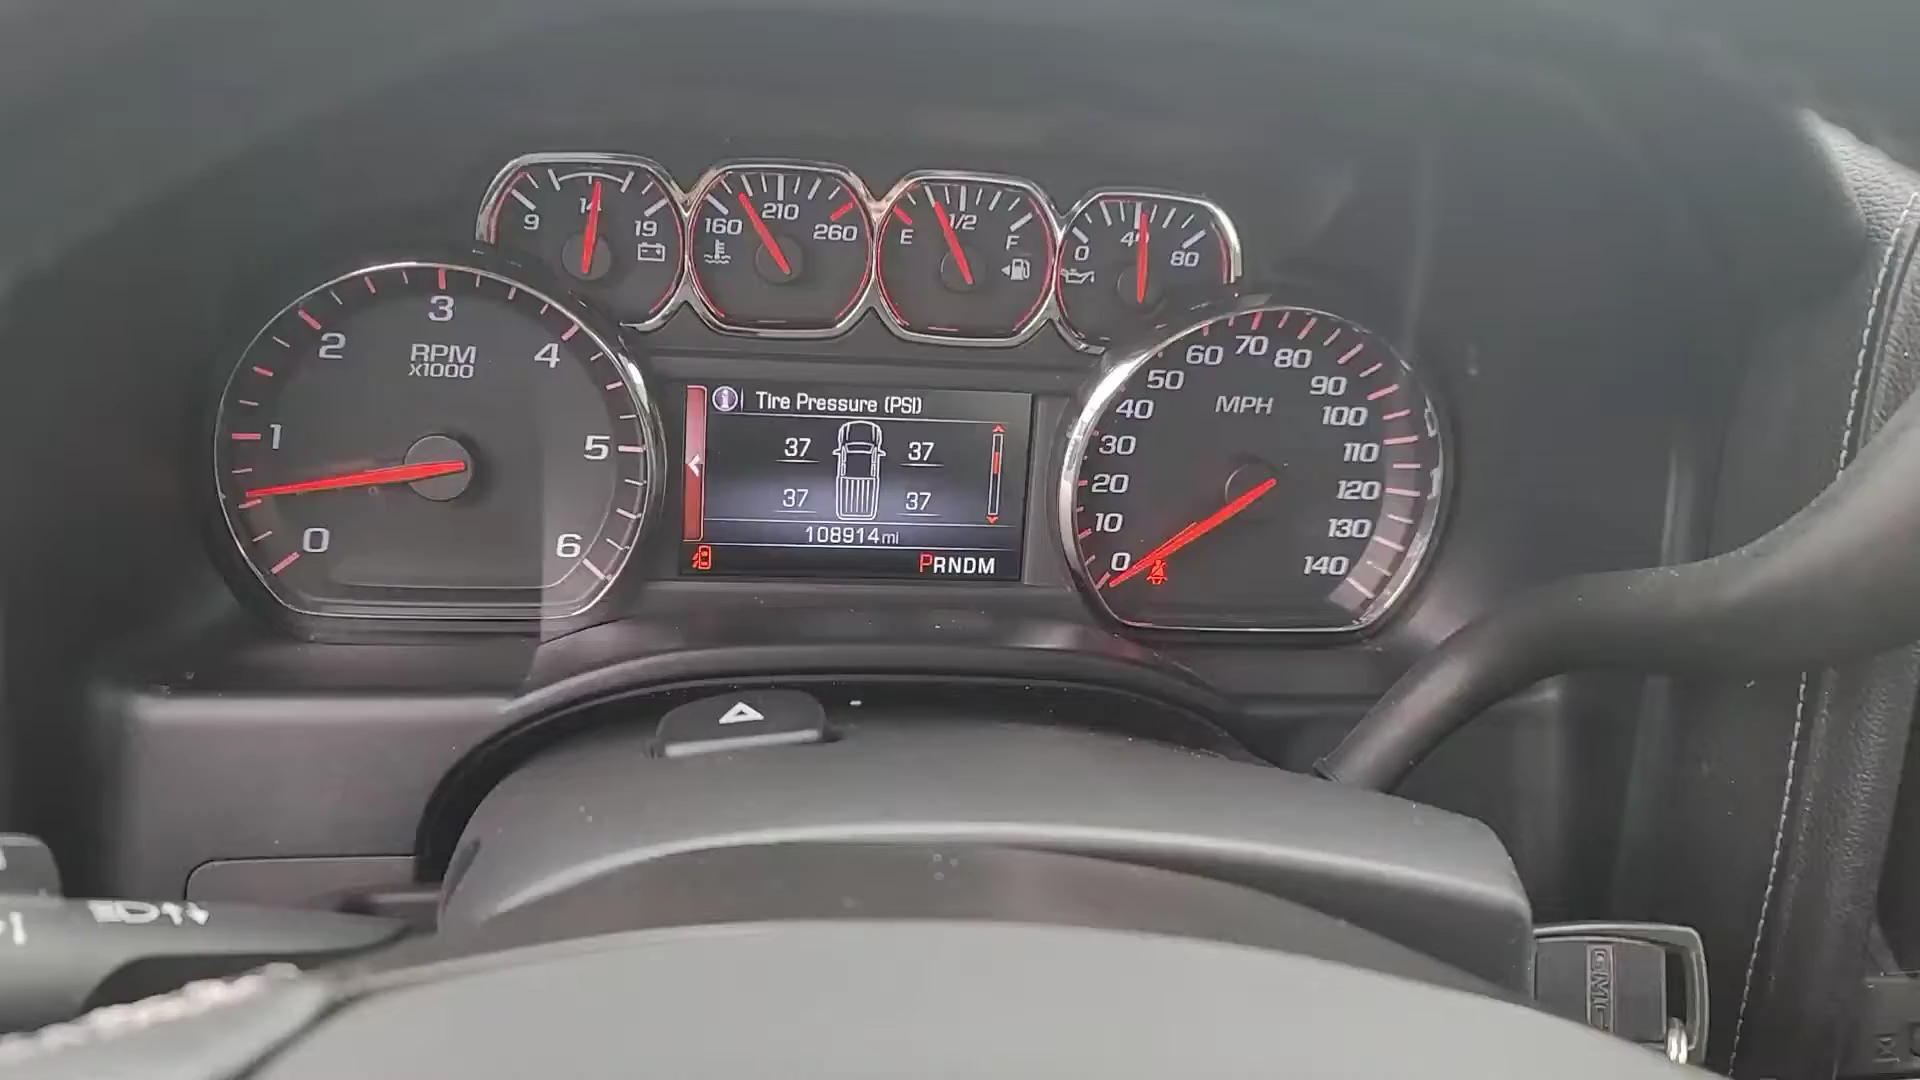 9 14 19
160 210 260
E 1/2 F
0 40 80
0 1 2 3 4 5 6
RPM
X1000
Tire Pressure (PSI)
37 37
37 37
108914 mi
PRNDM
0 10 20 30 40 50 60 70 80 90 100 110 120 130 140
MPH
GMC